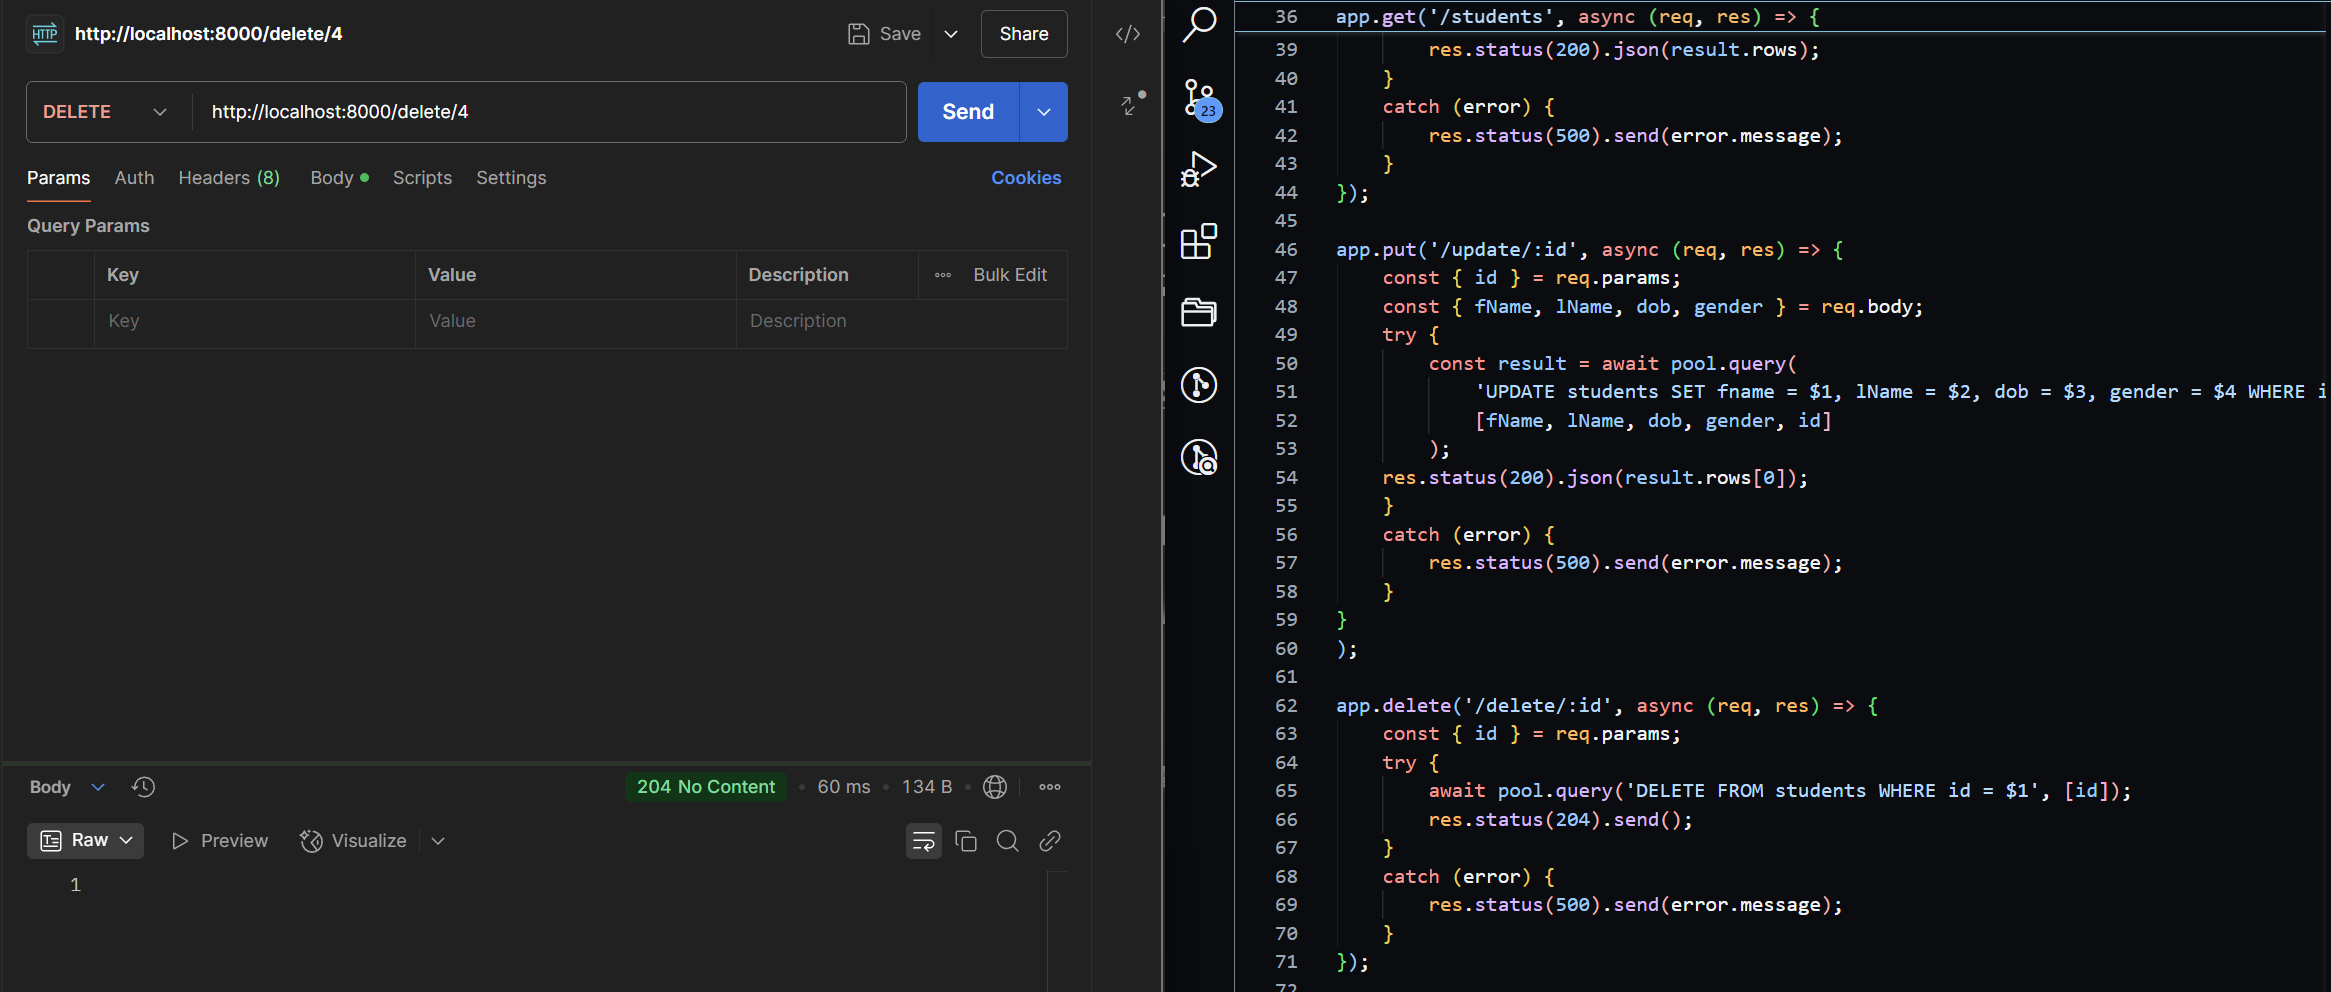 HTTP http://localhost:8000/delete/4
Save
Share
DELETE http://localhost:8000/delete/4
Send
Params Auth Headers (8) Body Scripts Settings
Cookies
Query Params
Key Value Description Bulk Edit
Key Value Description
Body
204 No Content • 60 ms • 134 B
Raw Preview Visualize
1
23
36 app.get('/students', async (req, res) => {
39 res.status(200).json(result.rows);
40 }
41 catch (error) {
42 res.status(500).send(error.message);
43 }
44 });
45
46 app.put('/update/:id', async (req, res) => {
47 const { id } = req.params;
48 const { fName, lName, dob, gender } = req.body;
49 try {
50 const result = await pool.query(
51 'UPDATE students SET fname = $1, lName = $2, dob = $3, gender = $4 WHERE i
52 [fName, lName, dob, gender, id]
53 );
54 res.status(200).json(result.rows[0]);
55 }
56 catch (error) {
57 res.status(500).send(error.message);
58 }
59 }
60 );
61
62 app.delete('/delete/:id', async (req, res) => {
63 const { id } = req.params;
64 try {
65 await pool.query('DELETE FROM students WHERE id = $1', [id]);
66 res.status(204).send();
67 }
68 catch (error) {
69 res.status(500).send(error.message);
70 }
71 });
72